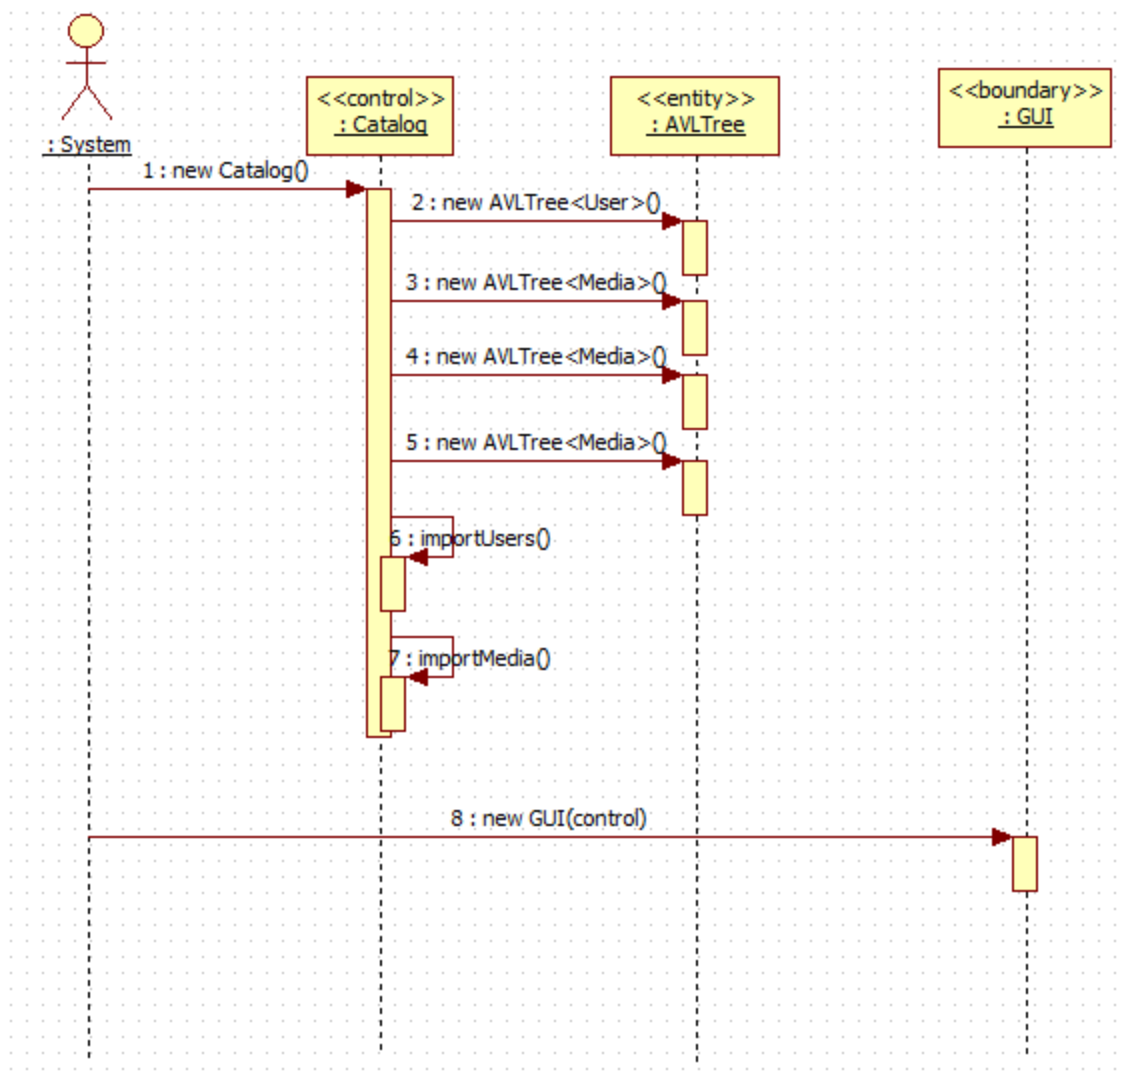 : System
<<control>>
: Catalog
<<entity>>
: AVLTree
<<boundary>>
: GUI
1 : new Catalog()
2 : new AVLTree<User>()
3 : new AVLTree<Media>()
4 : new AVLTree<Media>()
5 : new AVLTree<Media>()
6 : importUsers()
7 : importMedia()
8 : new GUI(control)